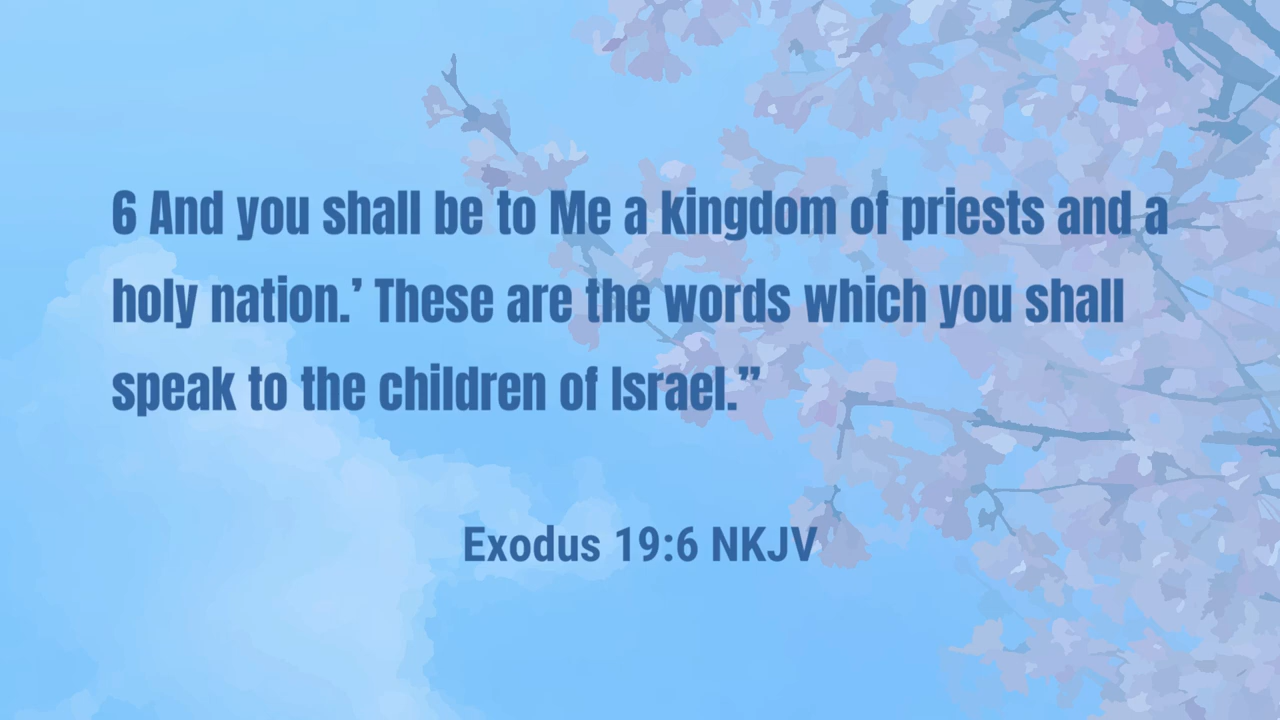 6 And you shall be to Me a kingdom of priests and a
holy nation.’ These are the words which you shall
speak to the children of Israel.”
Exodus 19:6 NKJV